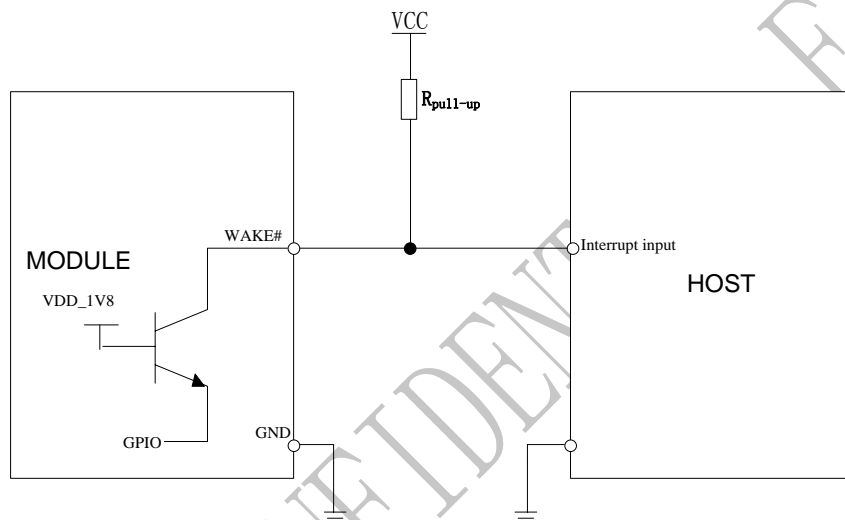 VCC
Rpull-up
WAKE#
Interrupt input
MODULE
HOST
VDD_1V8
GND
GPIO